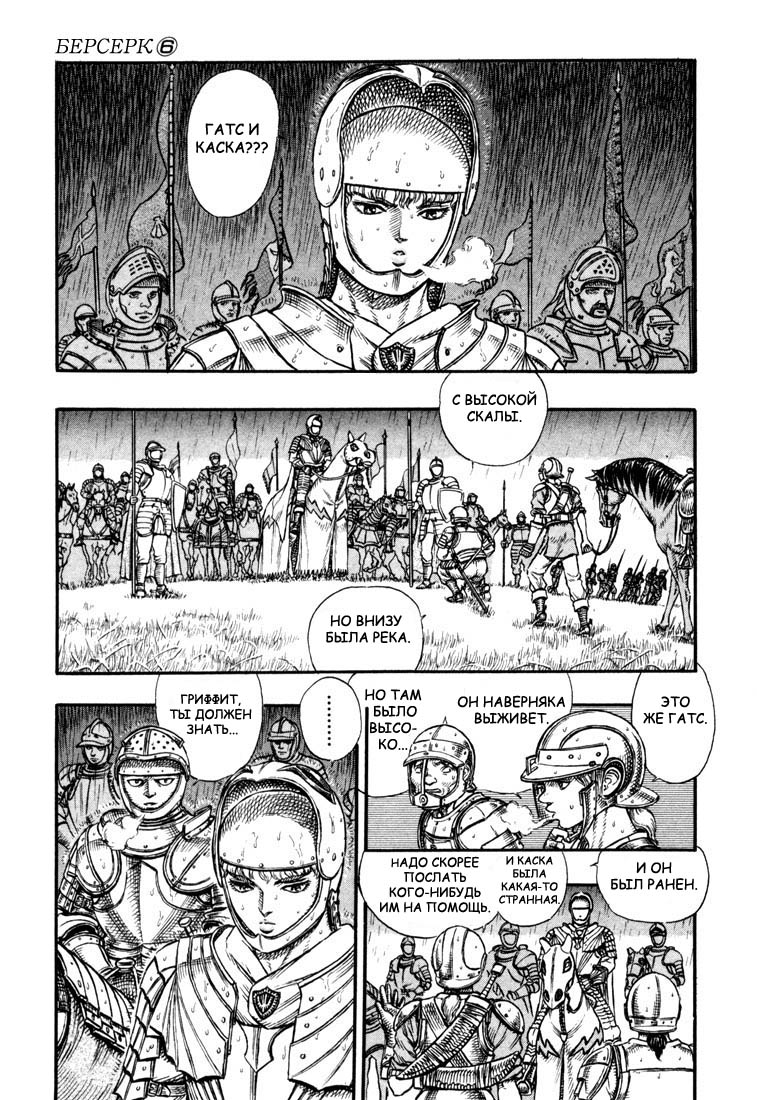 БЕРСЕРК ⑥
ГАТС И
КАСКА???
С ВЫСОКОЙ
СКАЛЫ.
НО ВНИЗУ
БЫЛА РЕКА.
ЭТО
ЖЕ ГАТС.
ОН НАВЕРНЯКА
ВЫЖИВЕТ.
НО ТАМ
БЫЛО
ВЫСО-
КО...
И ОН
БЫЛ РАНЕН.
И КАСКА
БЫЛА
КАКАЯ-ТО
СТРАННАЯ.
НАДО СКОРЕЕ
ПОСЛАТЬ
КОГО-НИБУДЬ
ИМ НА ПОМОЩЬ.
.........
ГРИФФИТ,
ТЫ ДОЛЖЕН
ЗНАТЬ...